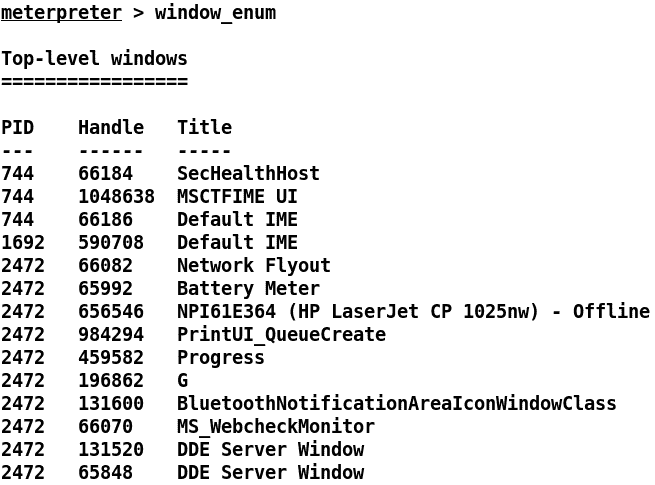 meterpreter > window_enum
Top-level windows
=================
PID    Handle   Title
---    ------   -----
744    66184    SecHealthHost
744    1048638  MSCTFIME UI
744    66186    Default IME
1692   590708   Default IME
2472   66082    Network Flyout
2472   65992    Battery Meter
2472   656546   NPI61E364 (HP LaserJet CP 1025nw) - Offline
2472   984294   PrintUI_QueueCreate
2472   459582   Progress
2472   196862   G
2472   131600   BluetoothNotificationAreaIconWindowClass
2472   66070    MS_WebcheckMonitor
2472   131520   DDE Server Window
2472   65848    DDE Server Window